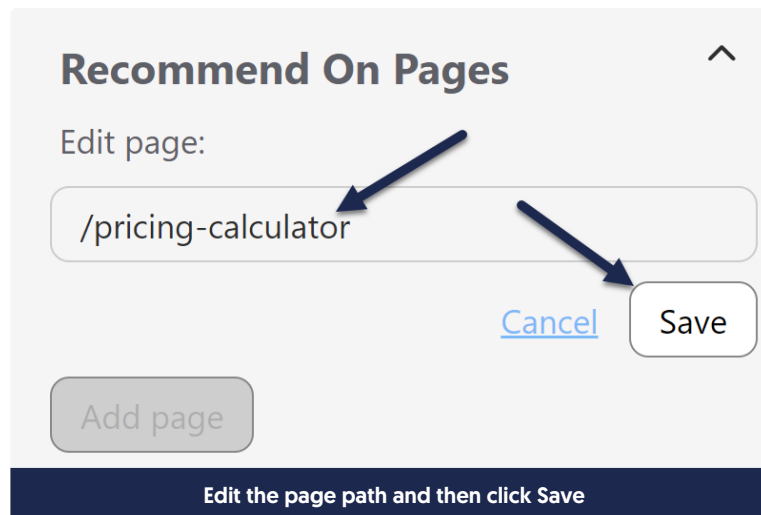 Recommend On Pages
Edit page:
/pricing-calculator
Cancel
Save
Add page
Edit the page path and then click Save